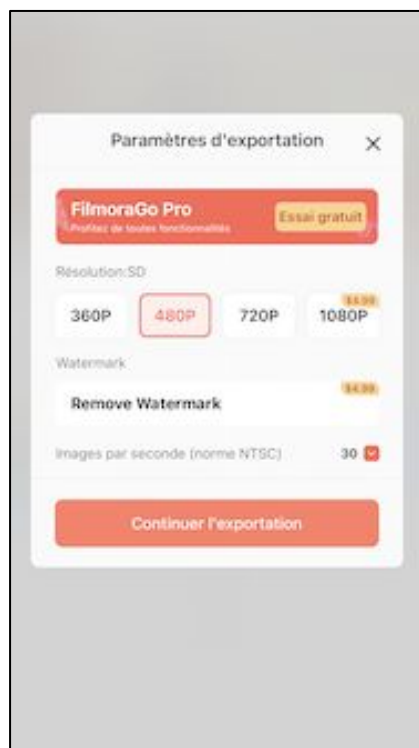 Paramètres d'exportation
FilmoraGo Pro
Profitez de toutes fonctionnalités
Essai gratuit
Résolution:SD
$4.99
360P 480P 720P 1080P
Watermark
$4.99
Remove Watermark
Images par seconde (norme NTSC) 30
Continuer l'exportation